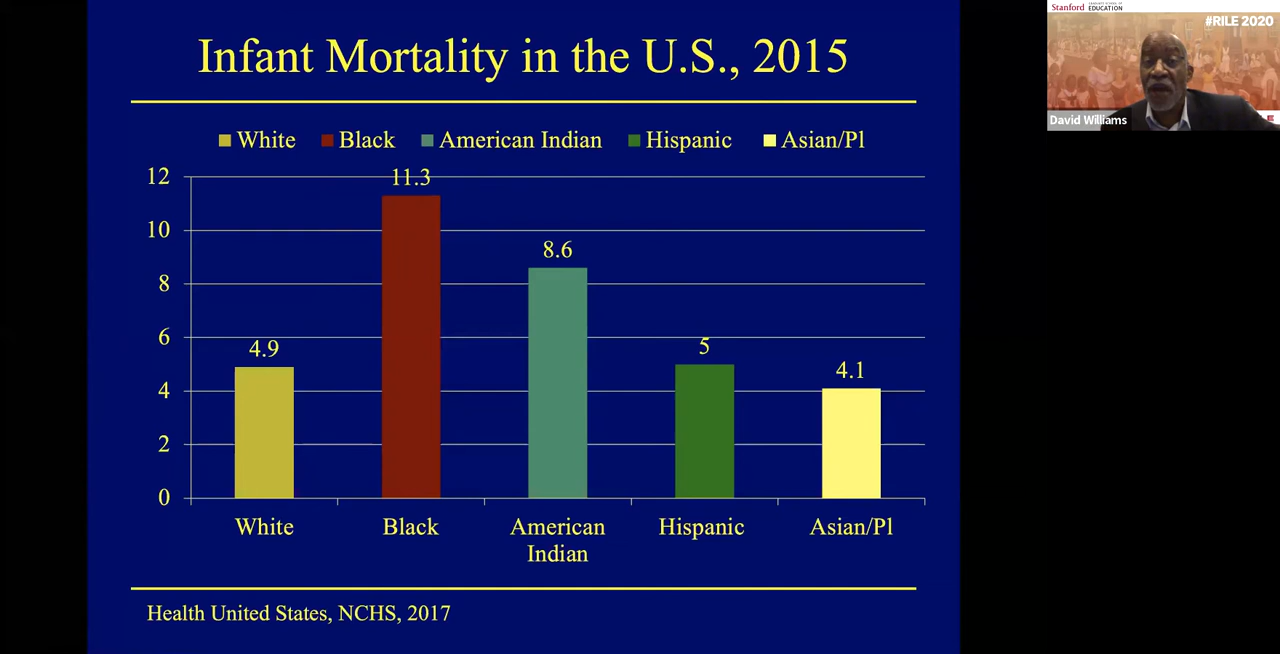 Infant Mortality in the U.S., 2015
White Black American Indian Hispanic Asian/Pl
12
10
8
6
4
2
0
4.9
11.3
8.6
5
4.1
White
Black
American
Indian
Hispanic
Asian/Pl
Health United States, NCHS, 2017
Stanford
EDUCATION
#RILE 2020
David Williams